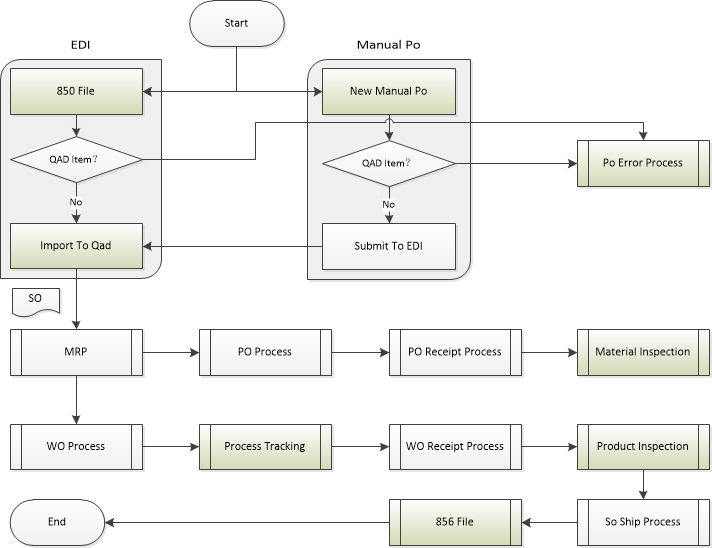 Start
EDI
Manual Po
850 File
New Manual Po
QAD Item?
QAD Item?
Po Error Process
No
No
Import To Qad
Submit To EDI
SO
MRP
PO Process
PO Receipt Process
Material Inspection
WO Process
Process Tracking
WO Receipt Process
Product Inspection
End
856 File
So Ship Process